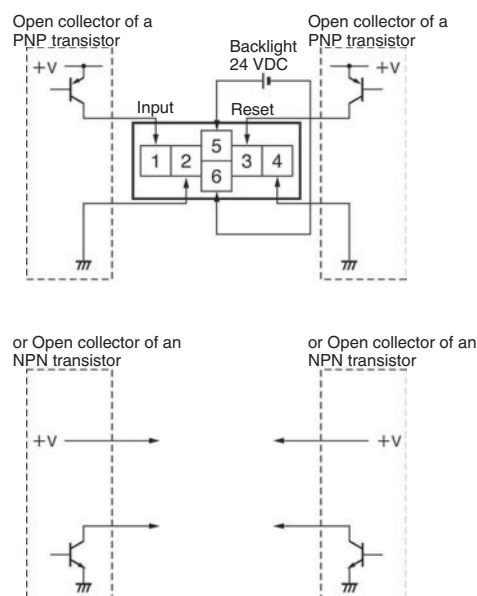 Open collector of a
PNP transistor
Open collector of a
PNP transistor
Backlight
24 VDC
+V
+V
Input
Reset
5
1 2 3 4
6
or Open collector of an
NPN transistor
or Open collector of an
NPN transistor
+V
+V